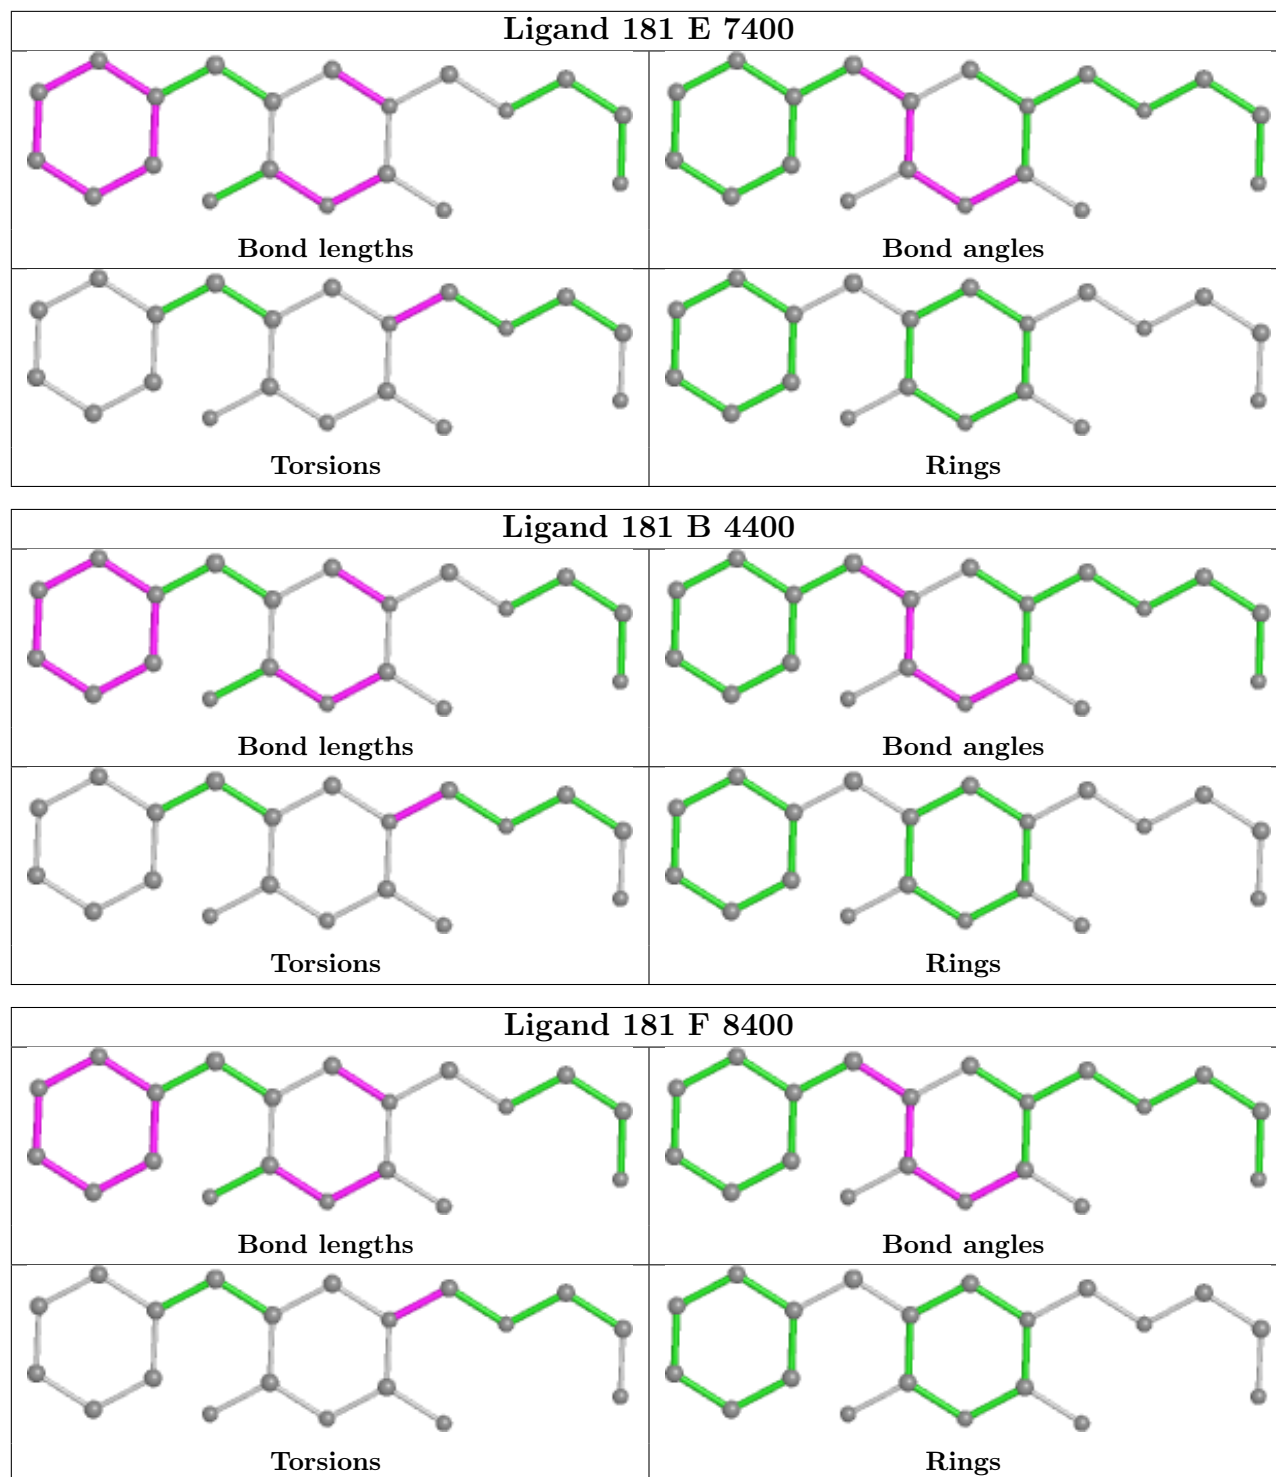 Ligand 181 E 7400
Bond lengths
Bond angles
Torsions
Rings
Ligand 181 B 4400
Bond lengths
Bond angles
Torsions
Rings
Ligand 181 F 8400
Bond lengths
Bond angles
Torsions
Rings